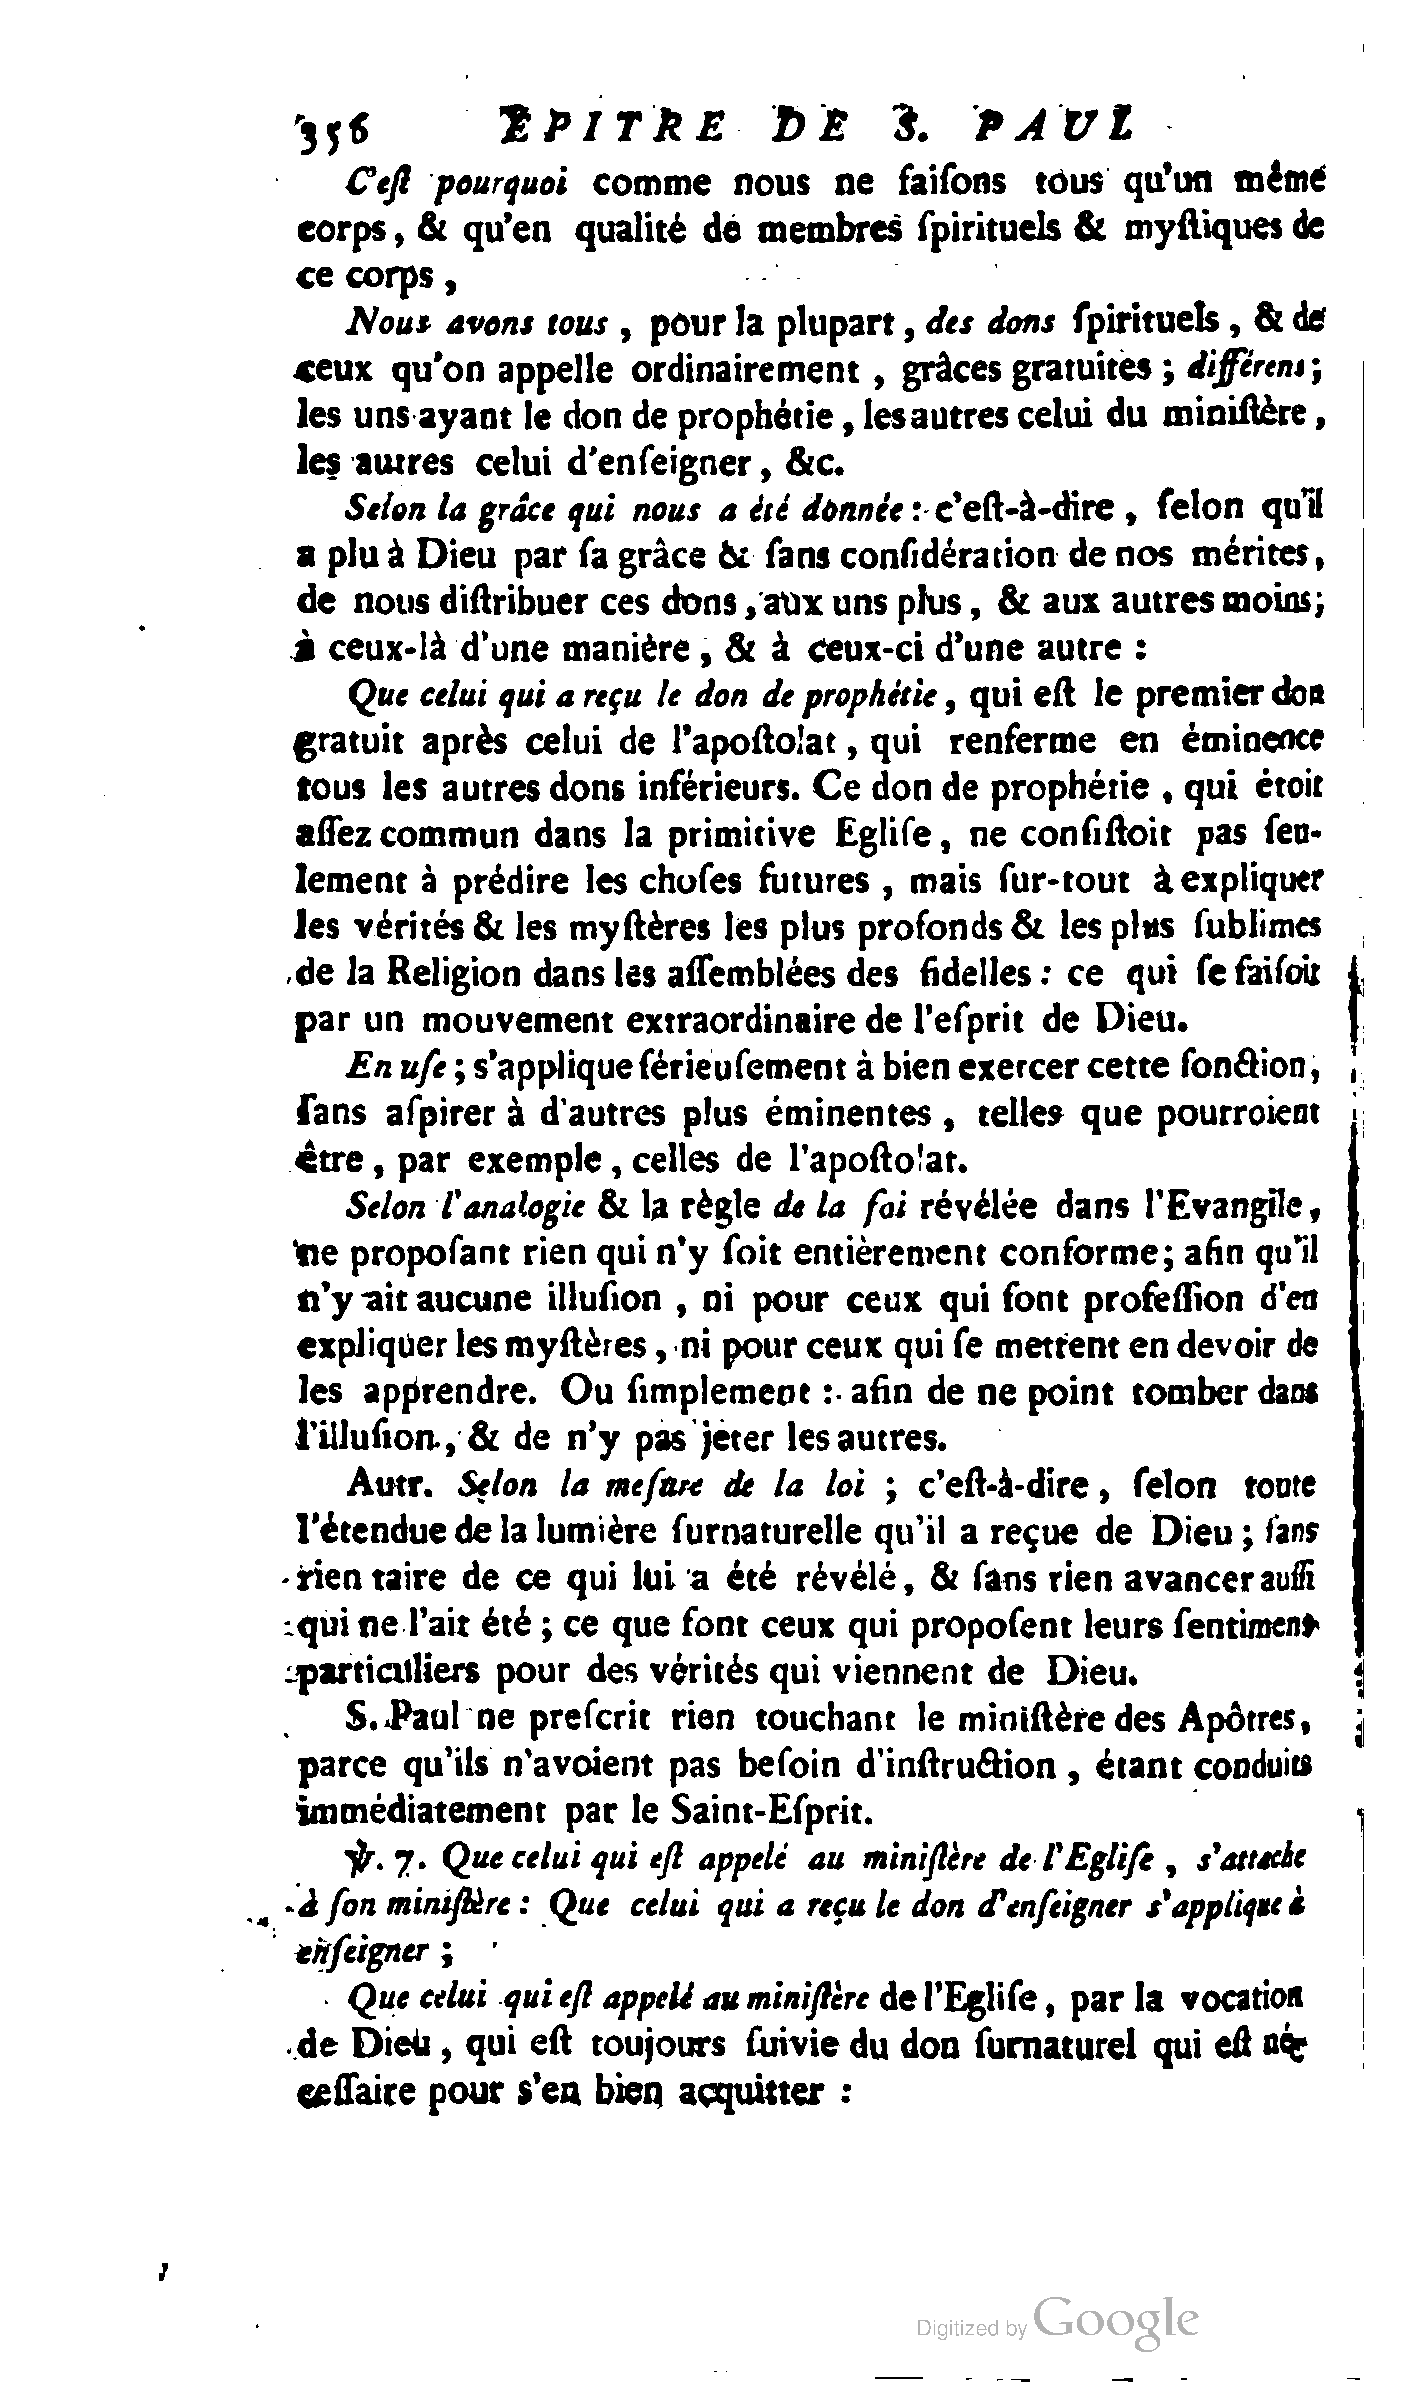 356 EPITRE DE S. PAUL
C'eſt pourquoi comme nous ne faiſons tous qu'un même
corps, & qu'en qualité de membres ſpirituels & myſtiques de
ce corps,
Nous avons tous, pour la plupart, des dons ſpirituels, & de
ceux qu'on appelle ordinairement, grâces gratuites; différens;
les uns ayant le don de prophétie, les autres celui du miniſtère,
les autres celui d'enſeigner, &c.
Selon la grâce qui nous a été donnée: c'eſt-à-dire, ſelon qu'il
a plu à Dieu par ſa grâce & ſans conſidération de nos mérites,
de nous diſtribuer ces dons, aux uns plus, & aux autres moins;
à ceux-là d'une manière, & à ceux-ci d'une autre:
Que celui qui a reçu le don de prophétie, qui eſt le premier don
gratuit après celui de l'apoſtolat, qui renferme en éminence
tous les autres dons inférieurs. Ce don de prophétie, qui étoit
aſſez commun dans la primitive Egliſe, ne conſiſtoit pas ſeu-
lement à prédire les choſes futures, mais ſur-tout à expliquer
les vérités & les myſtères les plus profonds & les plus ſublimes
de la Religion dans les aſſemblées des fidelles: ce qui ſe faiſoit
par un mouvement extraordinaire de l'eſprit de Dieu.
En uſe; s'applique ſérieuſement à bien exercer cette fonction,
ſans aſpirer à d'autres plus éminentes, telles que pourroient
être, par exemple, celles de l'apoſtolat.
Selon l'analogie & la règle de la foi révélée dans l'Evangile,
ne propoſant rien qui n'y ſoit entièrement conforme; afin qu'il
n'y ait aucune illuſion, ni pour ceux qui font profeſſion d'en
expliquer les myſtères, ni pour ceux qui ſe mettent en devoir de
les apprendre. Ou ſimplement: afin de ne point tomber dans
l'illuſion, & de n'y pas jeter les autres.
Autr. Selon la meſure de la loi; c'eſt-à-dire, ſelon toute
l'étendue de la lumière ſurnaturelle qu'il a reçue de Dieu; ſans
rien taire de ce qui lui a été révélé, & ſans rien avancer auſſi
qui ne l'ait été; ce que font ceux qui propoſent leurs ſentimens
particuliers pour des vérités qui viennent de Dieu.
S. Paul ne preſcrit rien touchant le miniſtère des Apôtres,
parce qu'ils n'avoient pas beſoin d'inſtruction, étant conduits
immédiatement par le Saint-Eſprit.
℣. 7. Que celui qui eſt appelé au miniſtère de l'Egliſe, s'attache
à ſon miniſtère: Que celui qui a reçu le don d'enſeigner s'applique à
enſeigner;
Que celui qui eſt appelé au miniſtère de l'Egliſe, par la vocation
de Dieu, qui eſt toujours ſuivie du don ſurnaturel qui eſt né-
ceſſaire pour s'en bien acquitter:
Digitized by Google